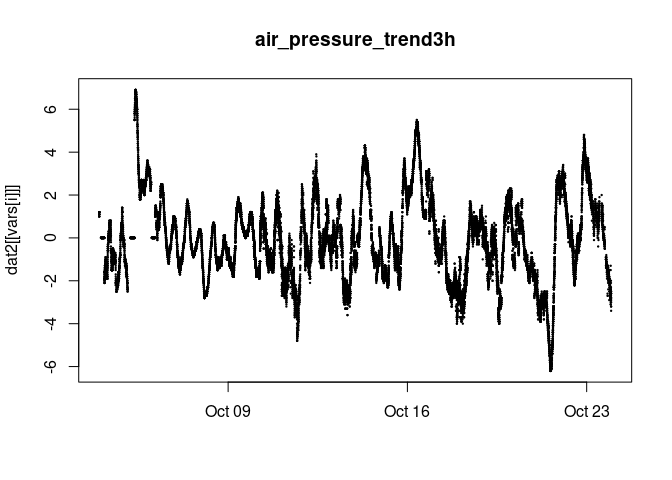 air_pressure_trend3h
dat2[[vars[i]]]
6
4
2
0
-2
-4
-6
Oct 09
Oct 16
Oct 23